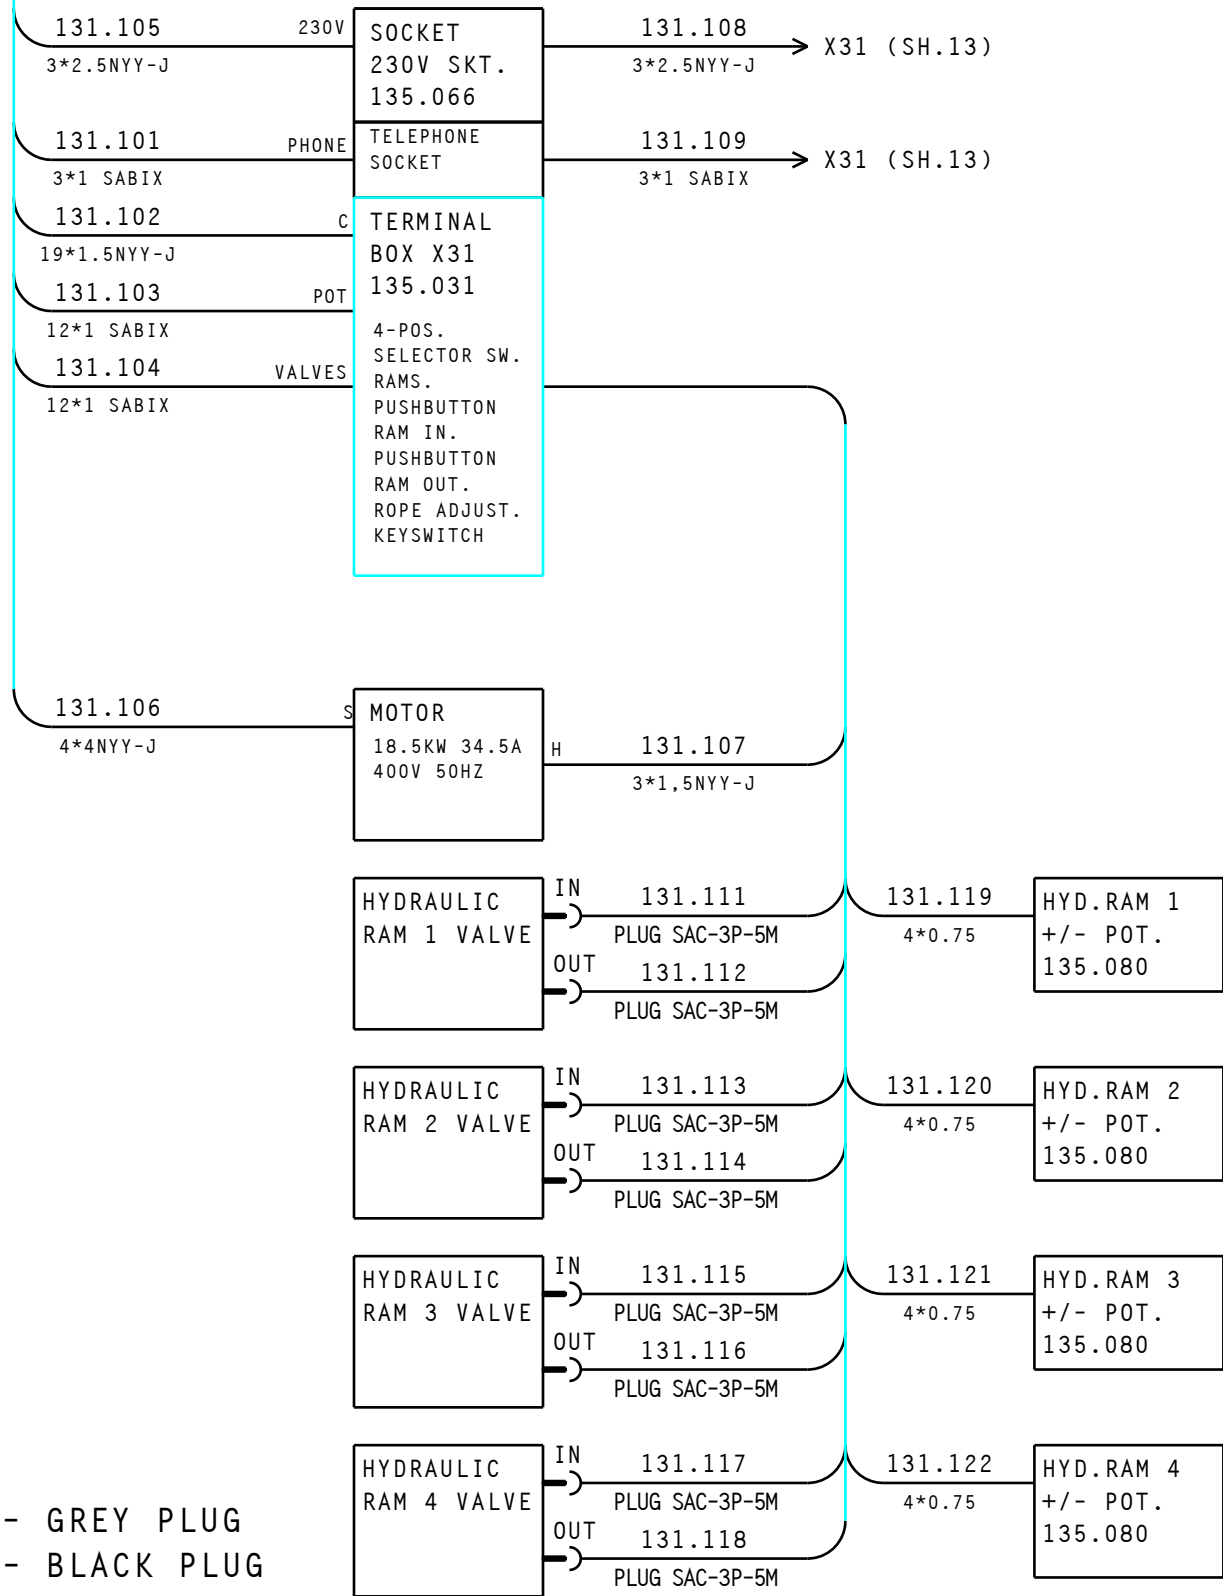 131.105
230V
3*2.5NYY-J
SOCKET
230V SKT.
135.066
131.108
3*2.5NYY-J
X31 (SH.13)
131.101
PHONE
3*1 SABIX
TELEPHONE
SOCKET
131.109
3*1 SABIX
X31 (SH.13)
131.102
C
19*1.5NYY-J
131.103
POT
12*1 SABIX
131.104
VALVES
12*1 SABIX
TERMINAL
BOX X31
135.031
4-POS.
SELECTOR SW.
RAMS.
PUSHBUTTON
RAM IN.
PUSHBUTTON
RAM OUT.
ROPE ADJUST.
KEYSWITCH
131.106
S
4*4NYY-J
MOTOR
18.5KW 34.5A
400V 50HZ
H
131.107
3*1,5NYY-J
HYDRAULIC
RAM 1 VALVE
IN
131.111
PLUG SAC-3P-5M
OUT
131.112
PLUG SAC-3P-5M
131.119
4*0.75
HYD.RAM 1
+/- POT.
135.080
HYDRAULIC
RAM 2 VALVE
IN
131.113
PLUG SAC-3P-5M
OUT
131.114
PLUG SAC-3P-5M
131.120
4*0.75
HYD.RAM 2
+/- POT.
135.080
HYDRAULIC
RAM 3 VALVE
IN
131.115
PLUG SAC-3P-5M
OUT
131.116
PLUG SAC-3P-5M
131.121
4*0.75
HYD.RAM 3
+/- POT.
135.080
HYDRAULIC
RAM 4 VALVE
IN
131.117
PLUG SAC-3P-5M
OUT
131.118
PLUG SAC-3P-5M
131.122
4*0.75
HYD.RAM 4
+/- POT.
135.080
- GREY PLUG
- BLACK PLUG